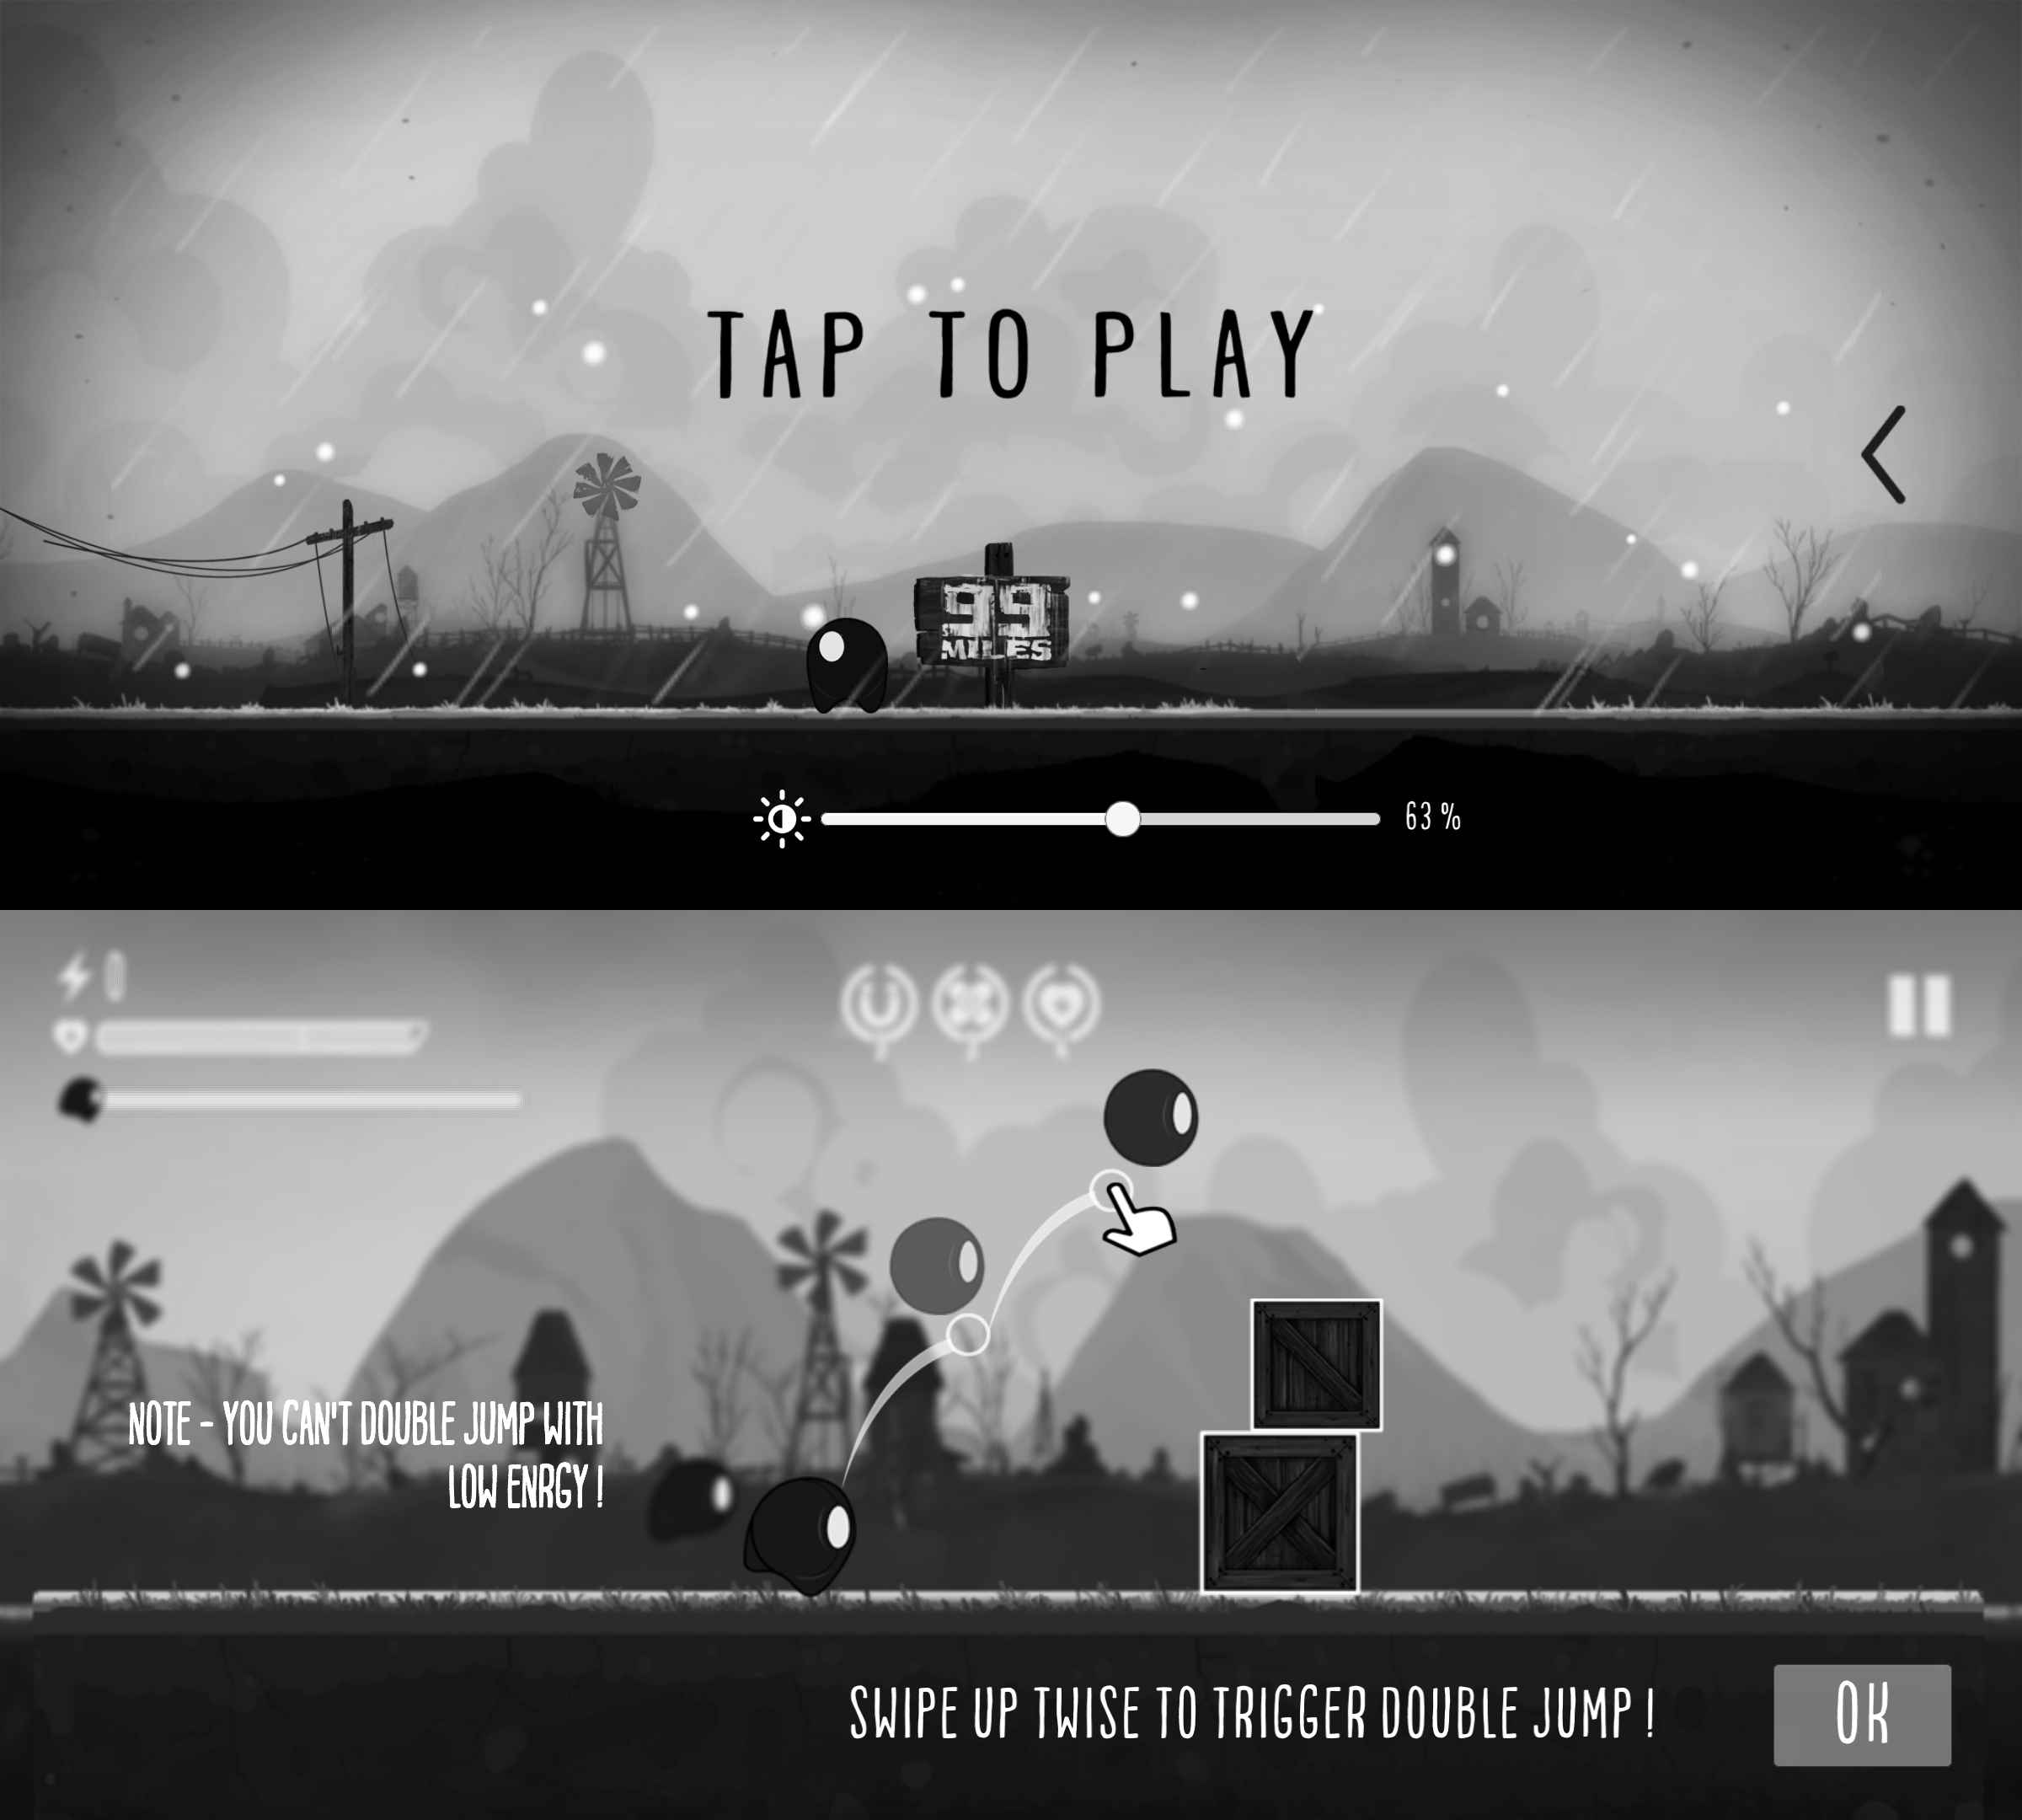 TAP TO PLAY
99
MILES
63 %
0
NOTE - YOU CAN'T DOUBLE JUMP WITH
LOW ENRGY !
SWIPE UP TWISE TO TRIGGER DOUBLE JUMP !
OK